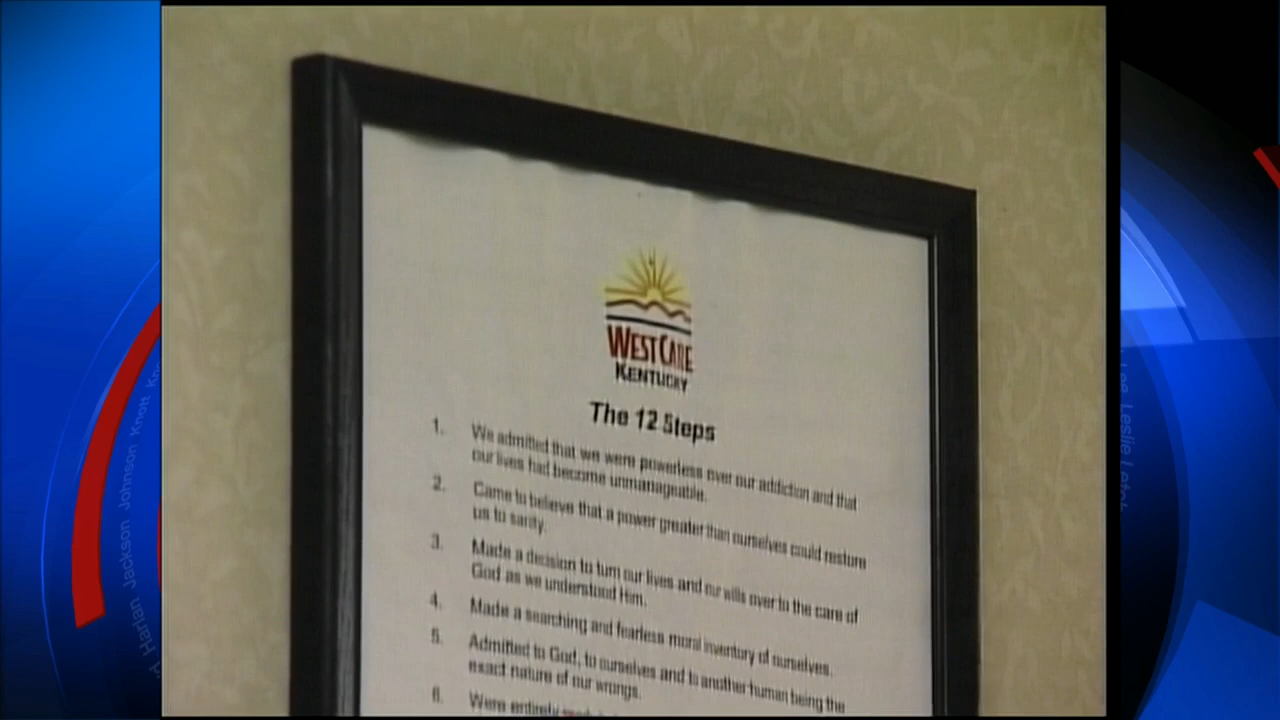 WESTCARE
KENTUCKY
The 12 Steps
1. We admitted that we were powerless over our addiction and that
our lives had become unmanageable.
2. Came to believe that a power greater than ourselves could restore
us to sanity.
3. Made a decision to turn our lives and our wills over to the care of
God as we understood Him.
4. Made a searching and fearless moral inventory of ourselves.
5. Admitted to God, to ourselves and to another human being the
exact nature of our wrongs.
6. Were entirely
Harlan Jackson Johnson Knott
Lee Leslie